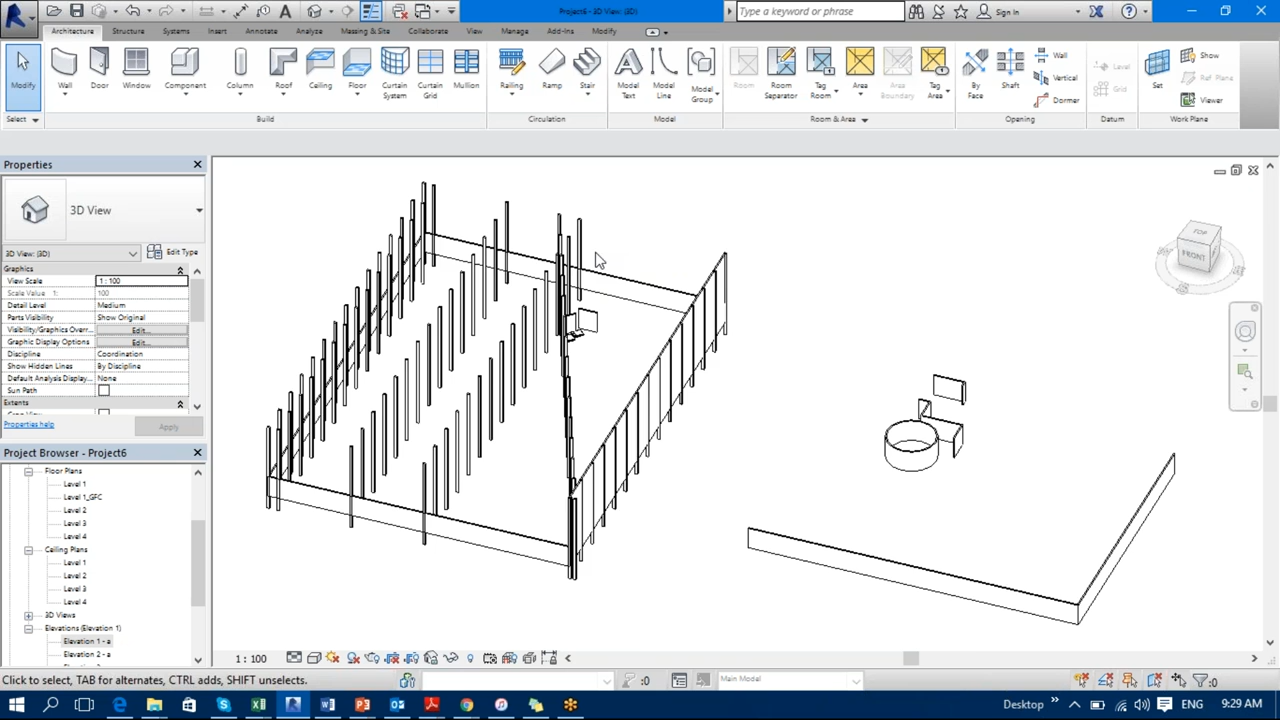 Project6 - 3D View: {3D}
Type a keyword or phrase
Sign In
Architecture Structure Systems Insert Annotate Analyze Massing & Site Collaborate View Manage Add-Ins Modify
Modify Wall Door Window Component Column Roof Ceiling Floor Curtain System Curtain Grid Mullion Railing Ramp Stair Model Text Model Line Model Group Room Room Separator Tag Room Area Area Boundary Tag Area By Face Shaft Wall Vertical Dormer Level Grid Set Show Ref Plane Viewer
Select Build Circulation Model Room & Area Opening Datum Work Plane
Properties
3D View
3D View: {3D} Edit Type
Graphics
View Scale 1 : 100
Scale Value 1: 100
Detail Level Medium
Parts Visibility Show Original
Visibility/Graphics Overr... Edit...
Graphic Display Options Edit...
Discipline Coordination
Show Hidden Lines By Discipline
Default Analysis Display... None
Sun Path
Extents
Properties help Apply
Project Browser - Project6
Floor Plans
Level 1
Level 1_GFC
Level 2
Level 3
Level 4
Ceiling Plans
Level 1
Level 2
Level 3
Level 4
3D Views
Elevations (Elevation 1)
Elevation 1 - a
Elevation 2 - a
TOP
FRONT
1 : 100
Click to select, TAB for alternates, CTRL adds, SHIFT unselects.
:0 Main Model :0
Desktop ENG 9:29 AM